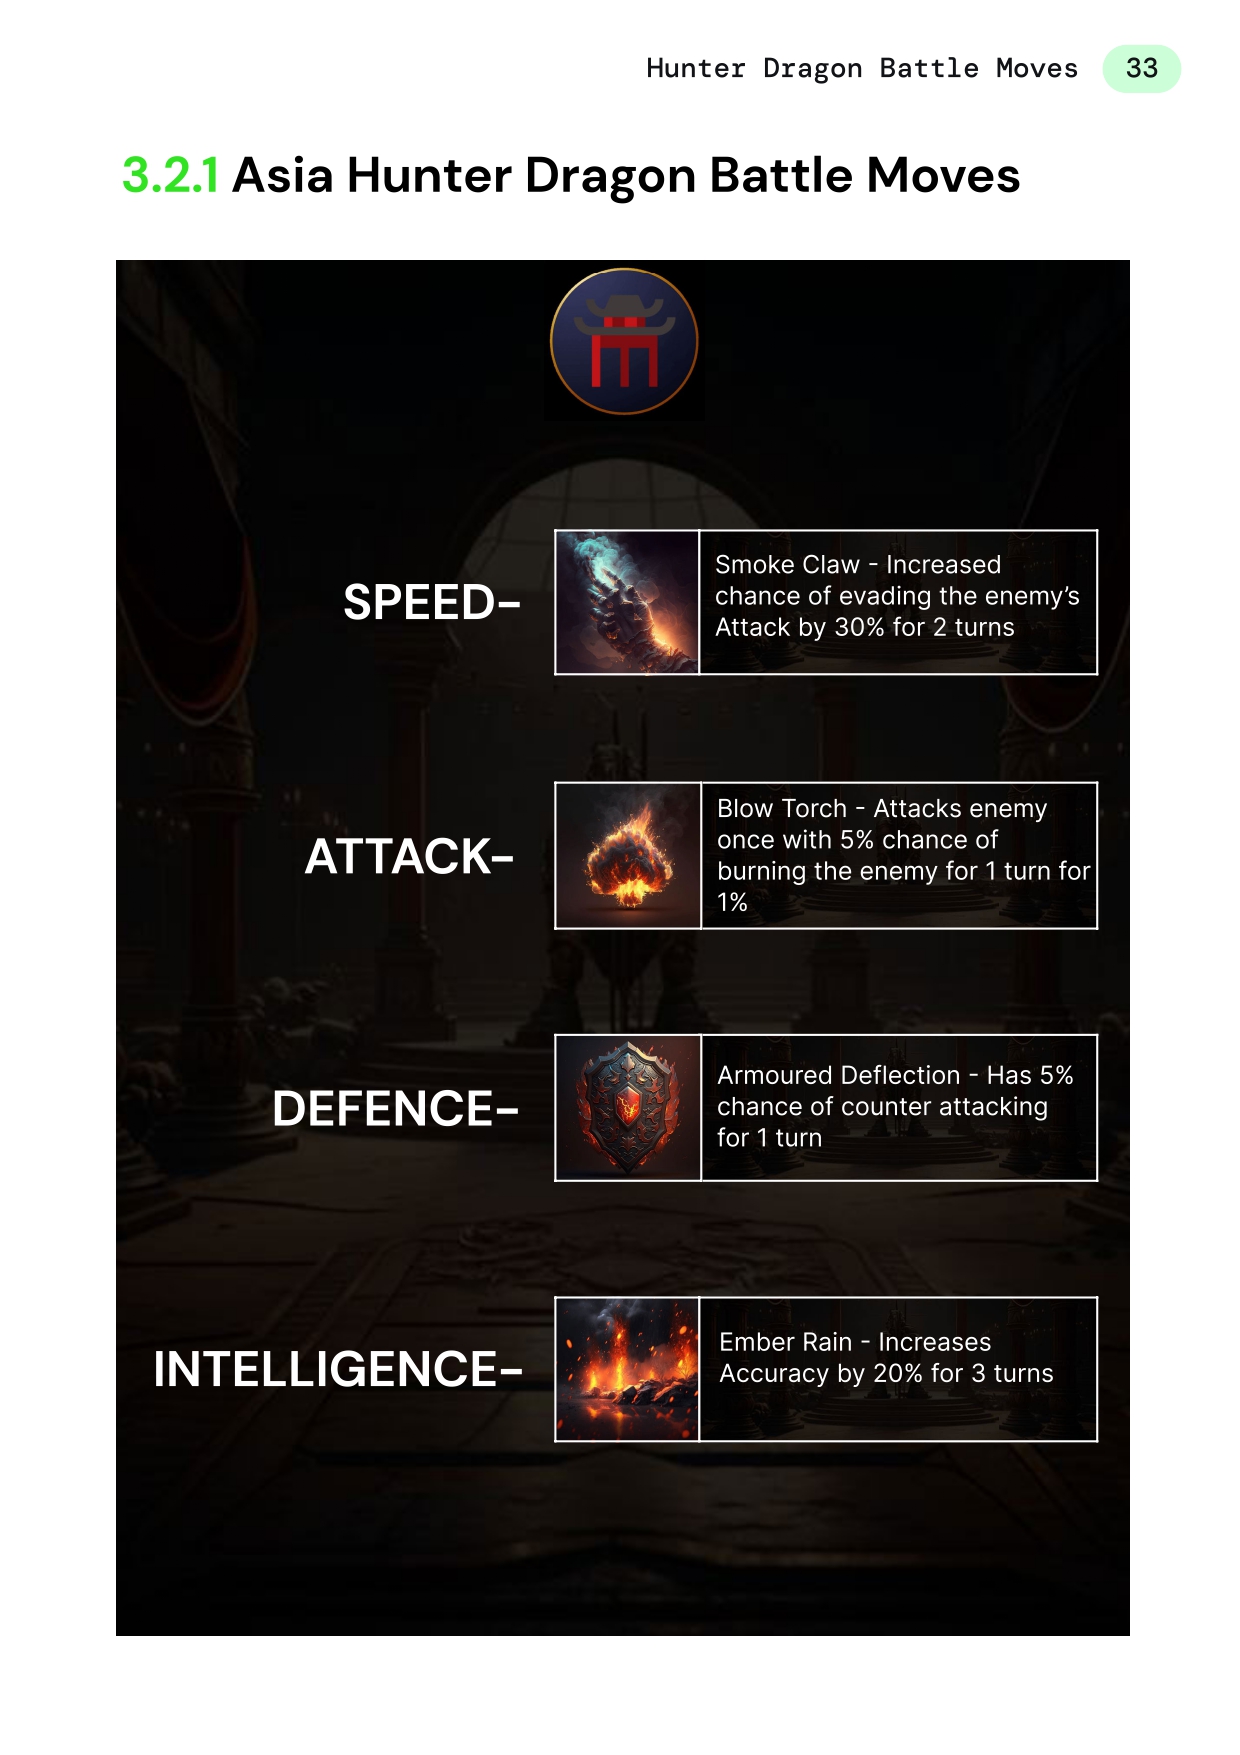 Hunter Dragon Battle Moves 33
3.2.1 Asia Hunter Dragon Battle Moves
SPEED-
Smoke Claw - Increased
chance of evading the enemy’s
Attack by 30% for 2 turns
ATTACK-
Blow Torch - Attacks enemy
once with 5% chance of
burning the enemy for 1 turn for
1%
DEFENCE-
Armoured Deflection - Has 5%
chance of counter attacking
for 1 turn
INTELLIGENCE-
Ember Rain - Increases
Accuracy by 20% for 3 turns